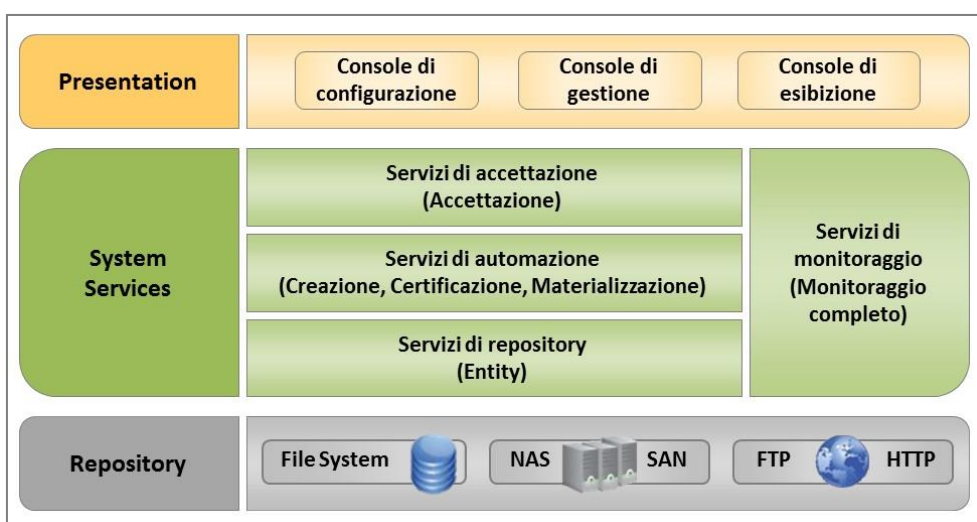 Presentation
Console di
configurazione
Console di
gestione
Console di
esibizione
System
Services
Servizi di accettazione
(Accettazione)
Servizi di automazione
(Creazione, Certificazione, Materializzazione)
Servizi di repository
(Entity)
Servizi di
monitoraggio
(Monitoraggio
completo)
Repository
File System
NAS
SAN
FTP
HTTP